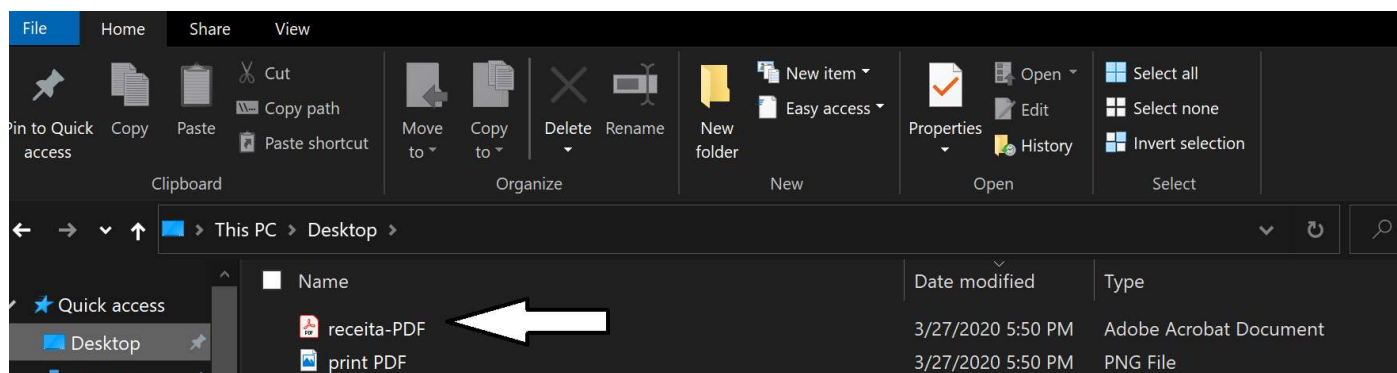 File Home Share View
Pin to Quick access
Copy
Paste
Cut
Copy path
Paste shortcut
Clipboard
Move to
Copy to
Delete
Rename
Organize
New folder
New item
Easy access
New
Properties
Open
Edit
History
Open
Select all
Select none
Invert selection
Select
This PC > Desktop >
Name Date modified Type
Quick access
Desktop
receita-PDF 3/27/2020 5:50 PM Adobe Acrobat Document
print PDF 3/27/2020 5:50 PM PNG File